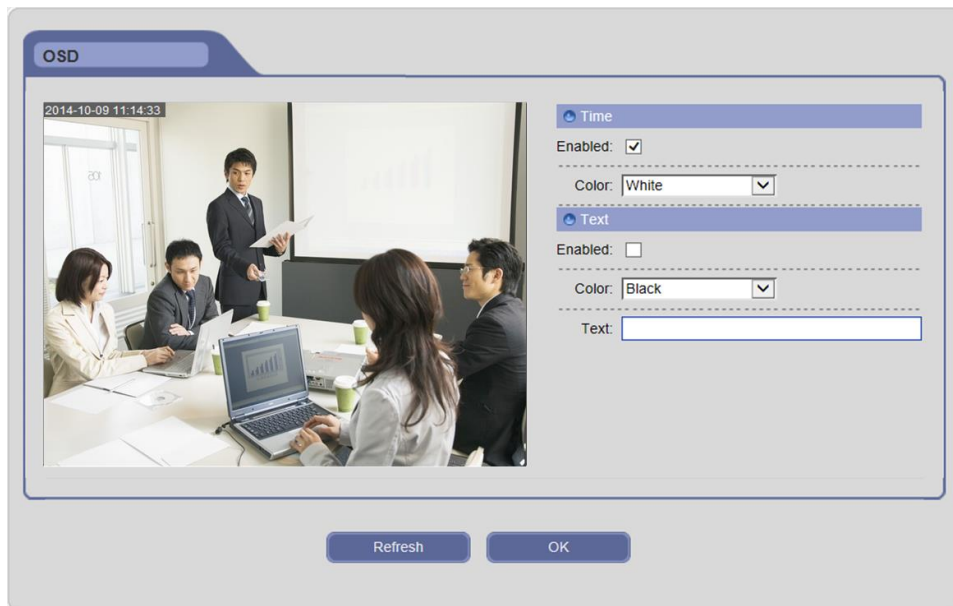 OSD
2014-10-09 11:14:33
Time
Enabled:
Color: White
Text
Enabled:
Color: Black
Text:
Refresh
OK